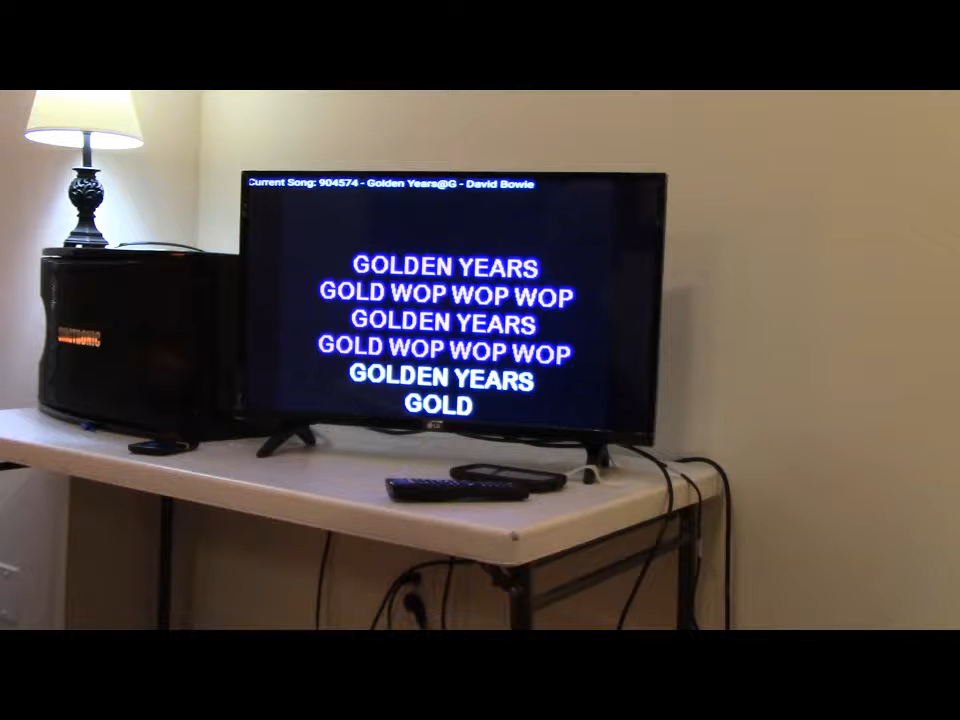 Current Song: 904574 - Golden Years@G - David Bowie
GOLDEN YEARS
GOLD WOP WOP WOP
GOLDEN YEARS
GOLD WOP WOP WOP
GOLDEN YEARS
GOLD
LG